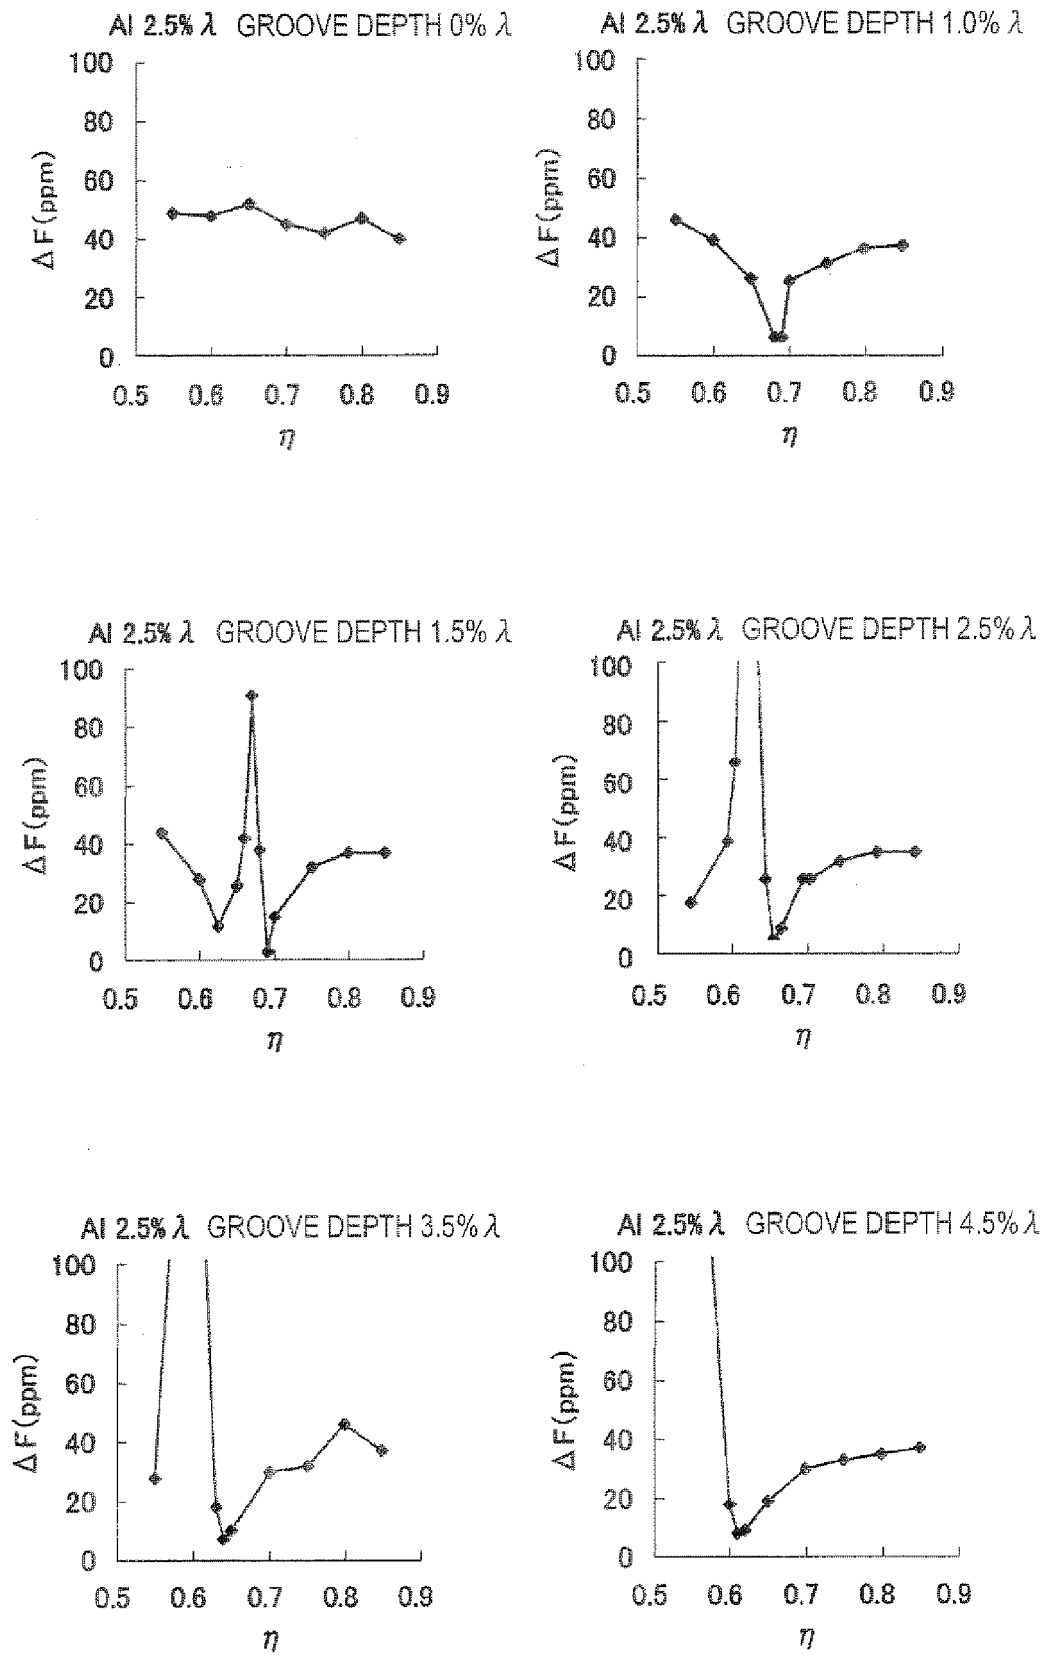 Al 2.5% λ GROOVE DEPTH 0% λ
100
80
60
40
20
0
ΔF(ppm)
0.5 0.6 0.7 0.8 0.9
η
Al 2.5% λ GROOVE DEPTH 1.0% λ
100
80
60
40
20
0
ΔF(ppm)
0.5 0.6 0.7 0.8 0.9
η
Al 2.5% λ GROOVE DEPTH 1.5% λ
100
80
60
40
20
0
ΔF(ppm)
0.5 0.6 0.7 0.8 0.9
η
Al 2.5% λ GROOVE DEPTH 2.5% λ
100
80
60
40
20
0
ΔF(ppm)
0.5 0.6 0.7 0.8 0.9
η
Al 2.5% λ GROOVE DEPTH 3.5% λ
100
80
60
40
20
0
ΔF(ppm)
0.5 0.6 0.7 0.8 0.9
η
Al 2.5% λ GROOVE DEPTH 4.5% λ
100
80
60
40
20
0
ΔF(ppm)
0.5 0.6 0.7 0.8 0.9
η